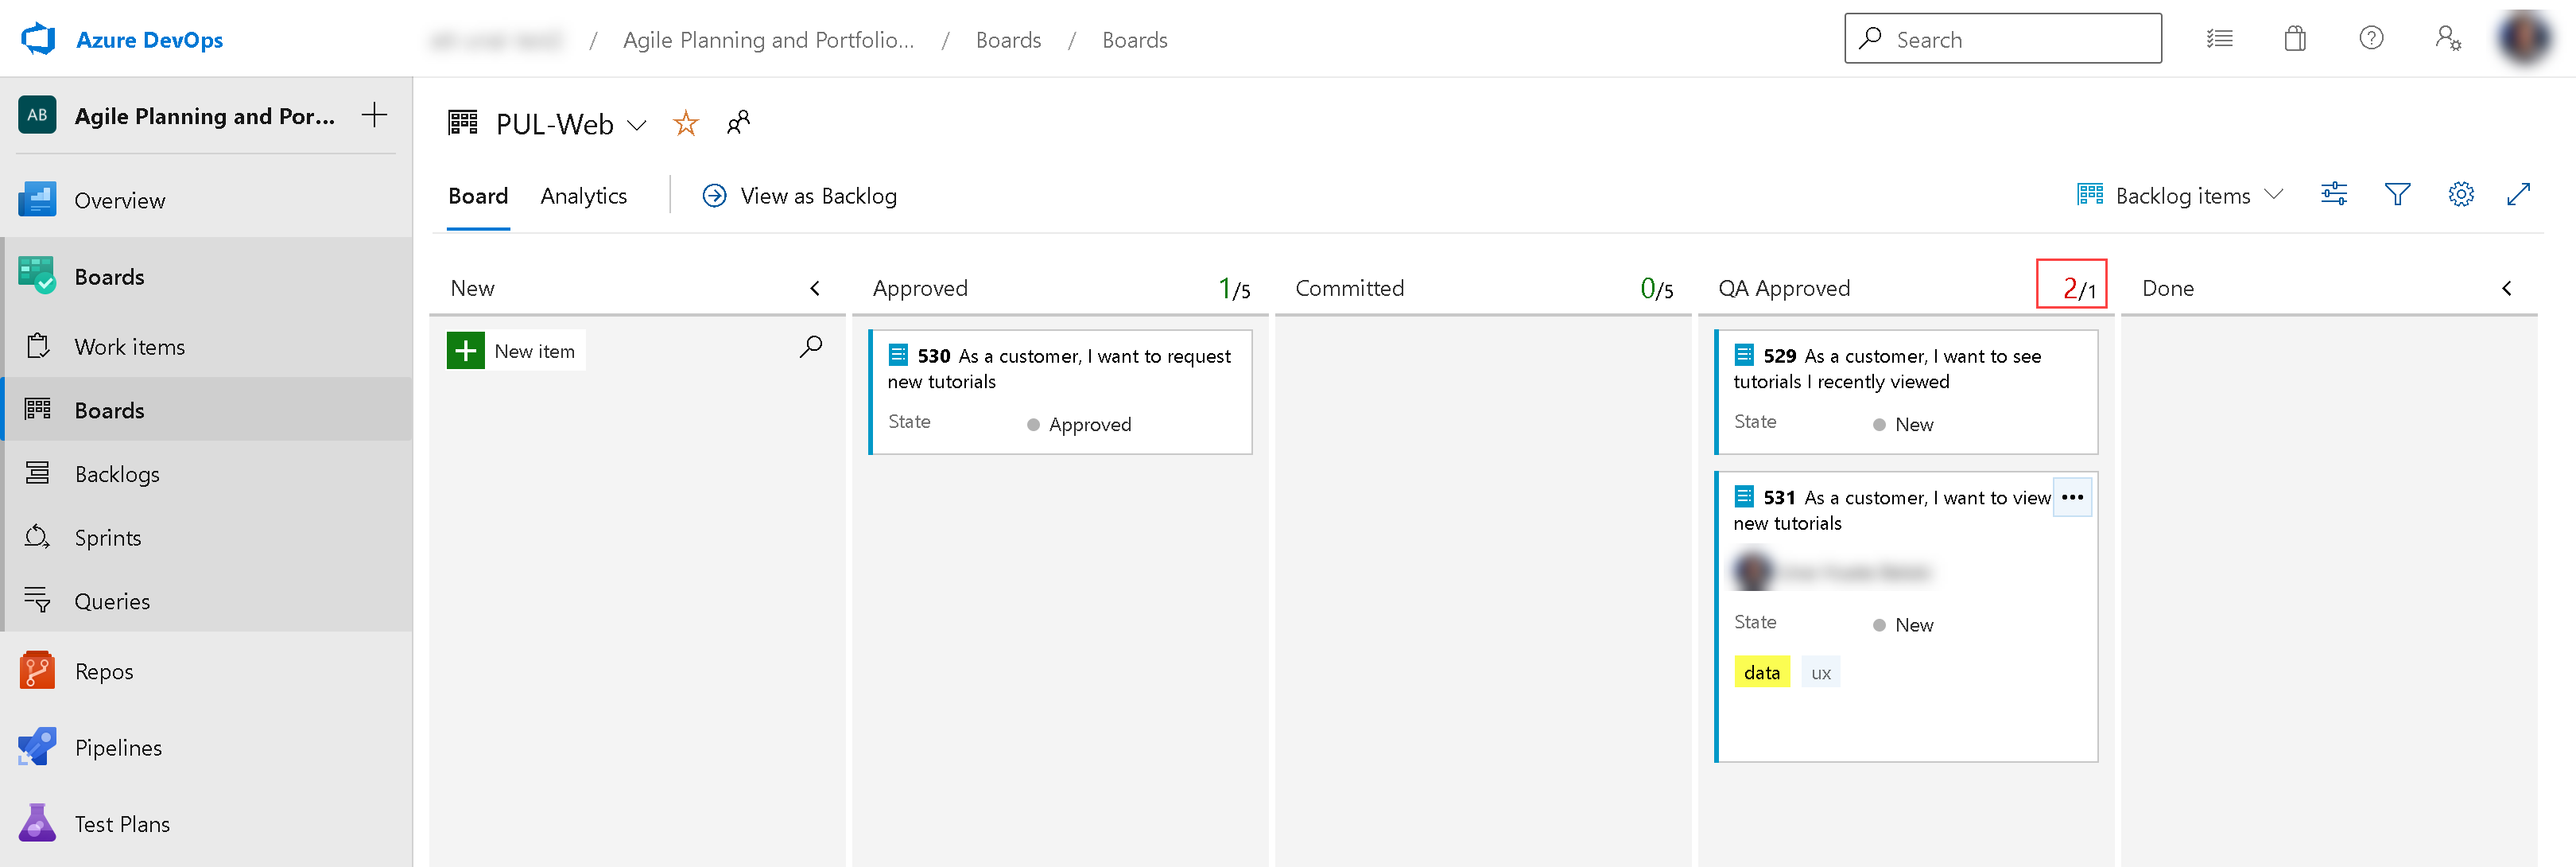 Azure DevOps
/ Agile Planning and Portfolio... / Boards / Boards
Search
AB
Agile Planning and Por...
Overview
Boards
Work items
Boards
Backlogs
Sprints
Queries
Repos
Pipelines
Test Plans
PUL-Web
Board
Analytics
View as Backlog
Backlog items
New
New item
Approved
1/5
530 As a customer, I want to request
new tutorials
State
Approved
Committed
0/5
QA Approved
2/1
529 As a customer, I want to see
tutorials I recently viewed
State
New
531 As a customer, I want to view
new tutorials
State
New
data
ux
Done